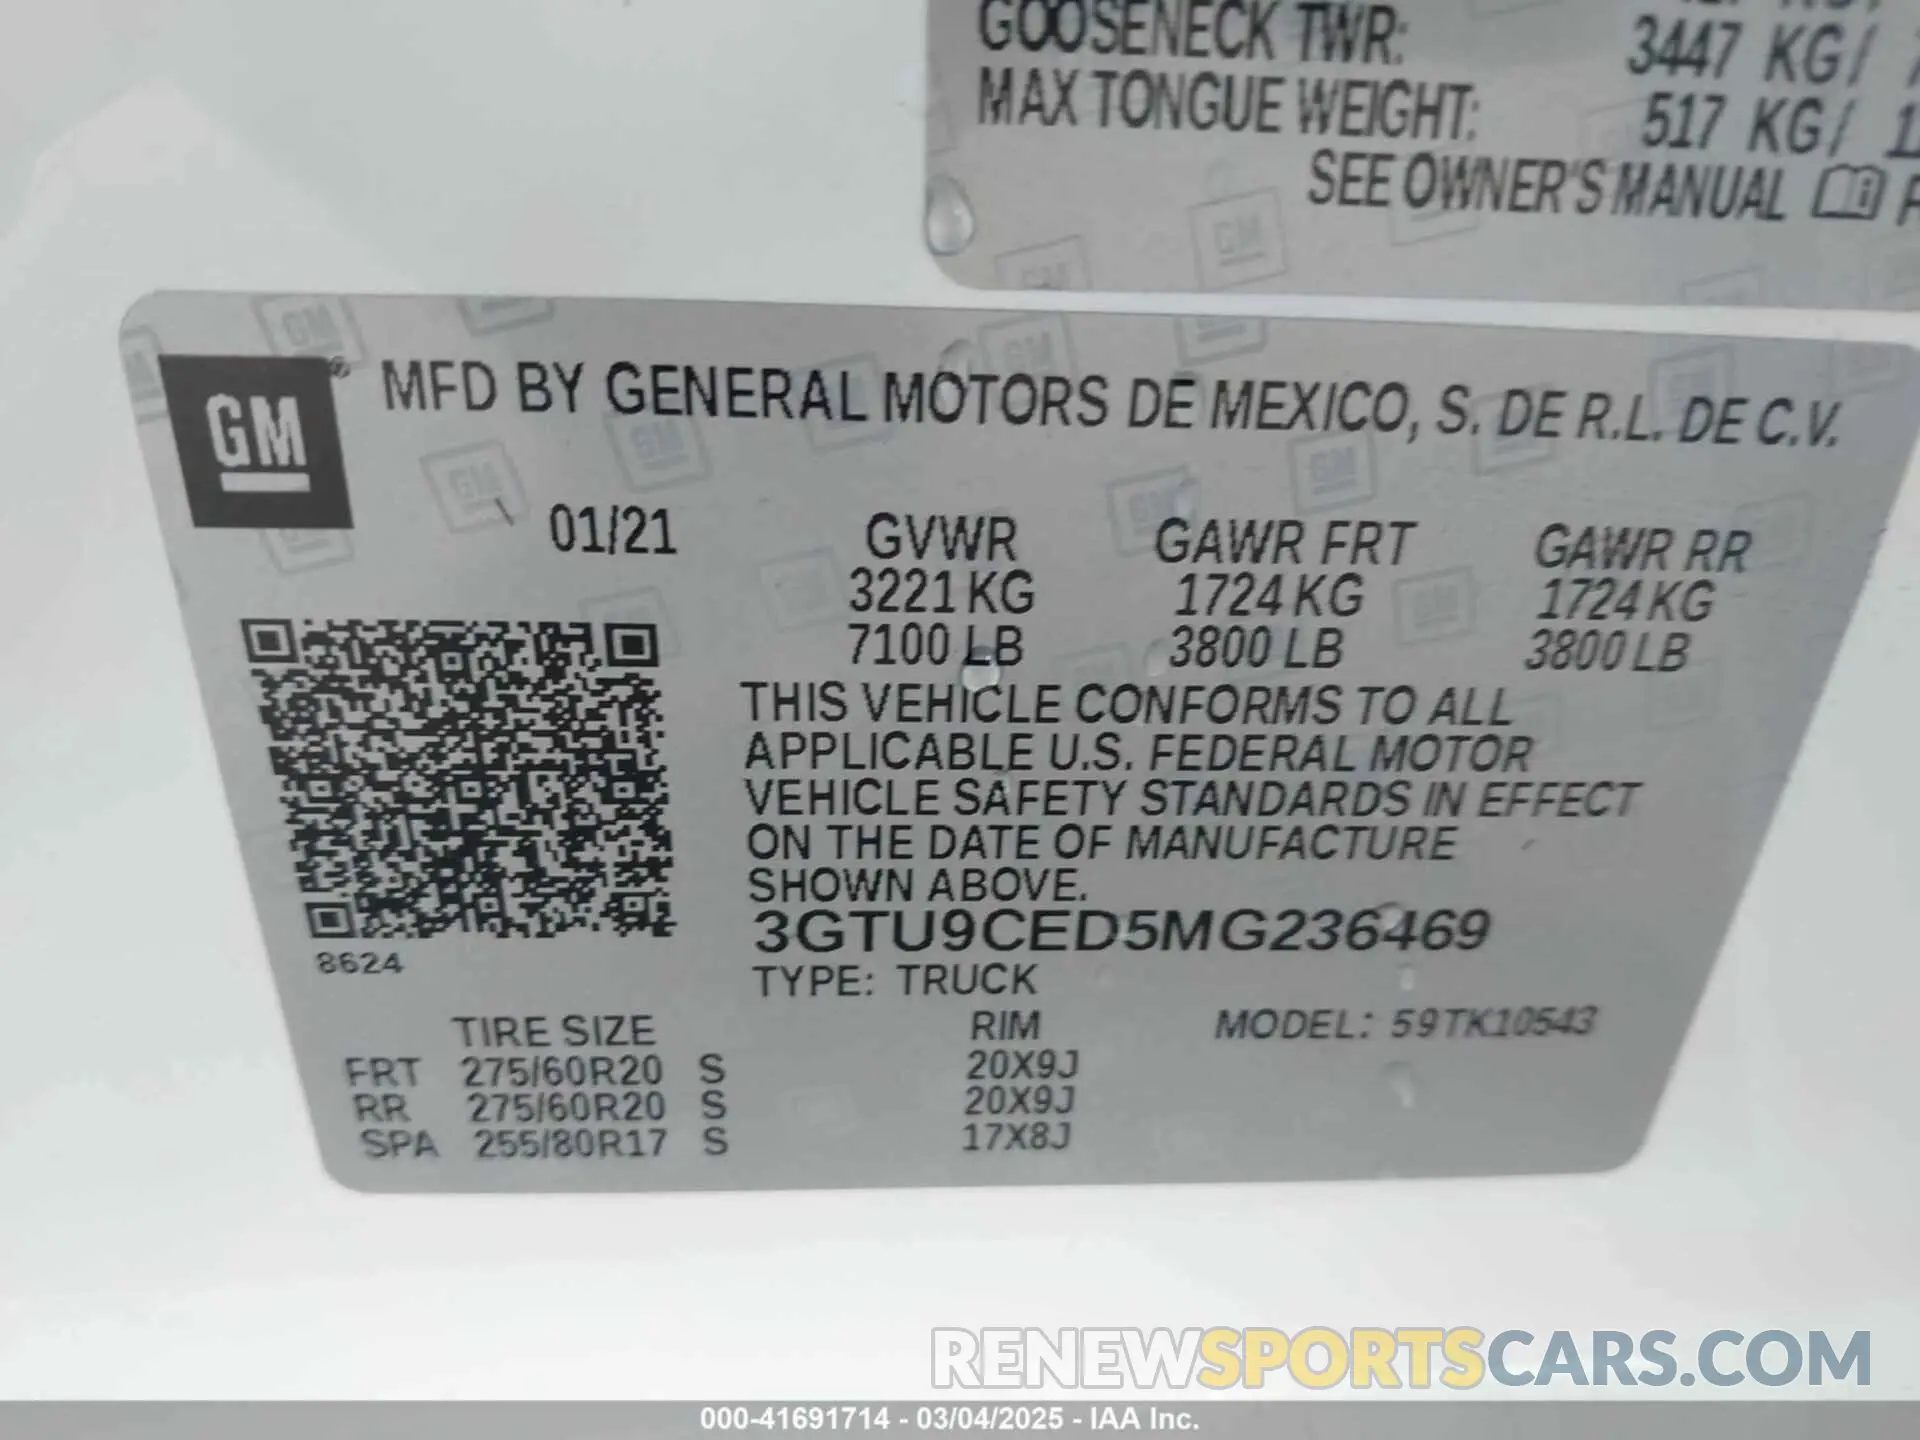 GOOSENECK TWR: 3447 KG/
MAX TONGUE WEIGHT: 517 KG/
SEE OWNER'S MANUAL
GM
MFD BY GENERAL MOTORS DE MEXICO, S. DE R.L. DE C.V.
01/21 GVWR GAWR FRT GAWR RR
3221 KG 1724 KG 1724 KG
7100 LB 3800 LB 3800 LB
THIS VEHICLE CONFORMS TO ALL
APPLICABLE U.S. FEDERAL MOTOR
VEHICLE SAFETY STANDARDS IN EFFECT
ON THE DATE OF MANUFACTURE
SHOWN ABOVE.
3GTU9CED5MG236469
8624
TYPE: TRUCK
TIRE SIZE RIM MODEL: 59TK10543
FRT 275/60R20 S 20X9J
RR 275/60R20 S 20X9J
SPA 255/80R17 S 17X8J
RENEWSPORTSCARS.COM
000-41691714 - 03/04/2025 - IAA Inc.